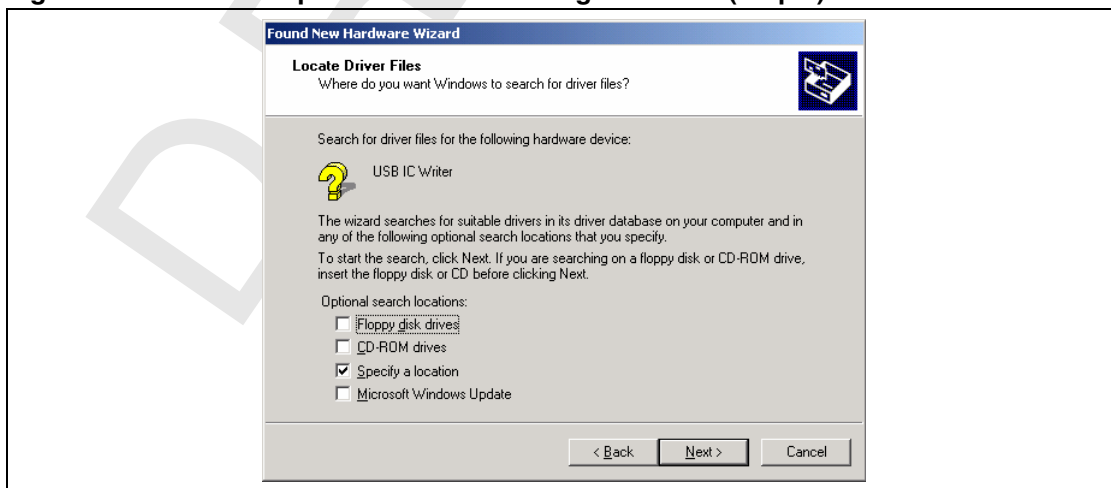 Found New Hardware Wizard
Locate Driver Files
Where do you want Windows to search for driver files?
Search for driver files for the following hardware device:
USB IC Writer
The wizard searches for suitable drivers in its driver database on your computer and in
any of the following optional search locations that you specify.
To start the search, click Next. If you are searching on a floppy disk or CD-ROM drive,
insert the floppy disk or CD before clicking Next.
Optional search locations:
Floppy disk drives
CD-ROM drives
Specify a location
Microsoft Windows Update
< Back Next > Cancel